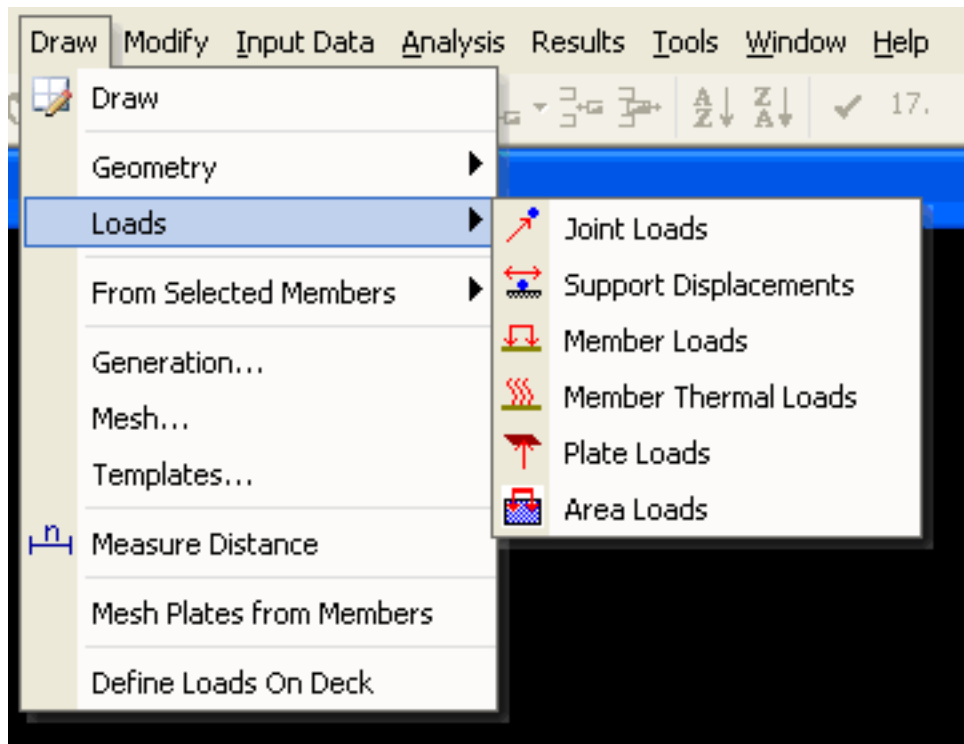 Draw Modify Input Data Analysis Results Tools Window Help
Draw
A Z Z A 17.
Geometry
Loads
From Selected Members
Generation...
Mesh...
Templates...
n
Measure Distance
Mesh Plates from Members
Define Loads On Deck
Joint Loads
Support Displacements
Member Loads
Member Thermal Loads
Plate Loads
Area Loads